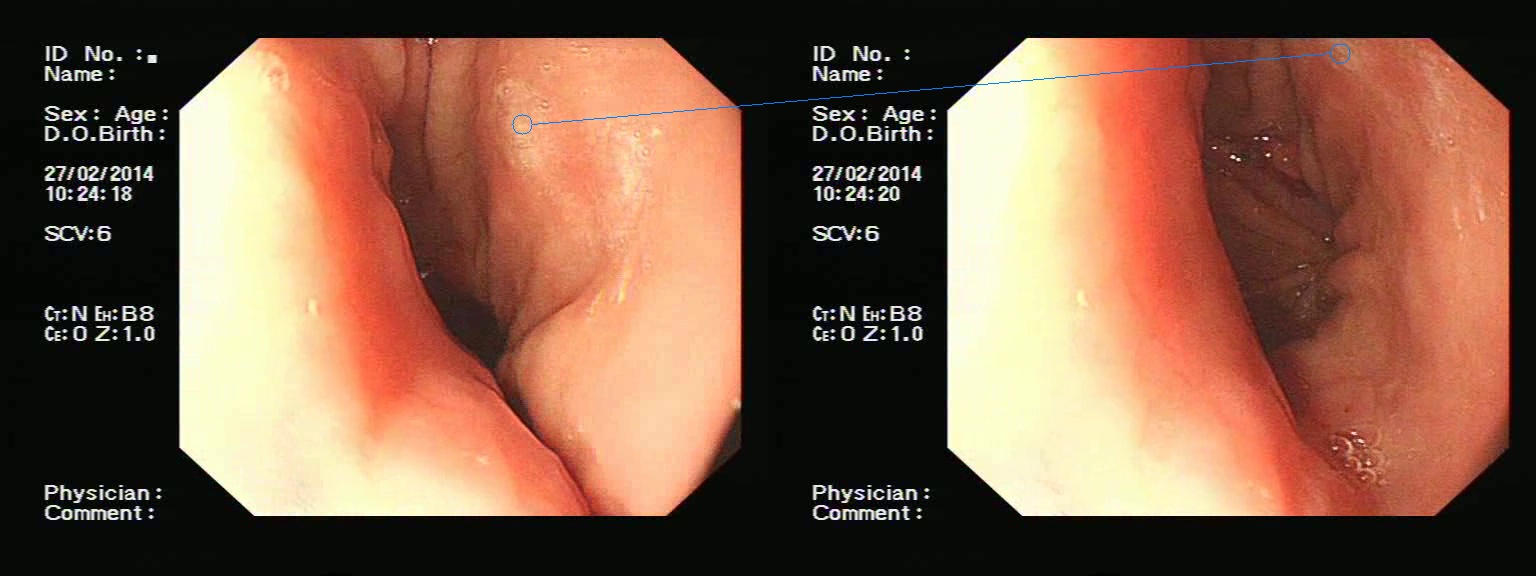 ID No. :
Name:
Sex: Age:
D.O.Birth:
27/02/2014
10:24:18
SCV:6
CT:N EH:B8
CE:0 Z:1.0
Physician:
Comment:
ID No. :
Name:
Sex: Age:
D.O.Birth:
27/02/2014
10:24:20
SCV:6
CT:N EH:B8
CE:0 Z:1.0
Physician:
Comment: